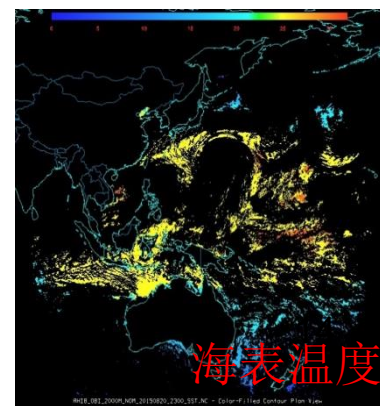 海表温度
AHI8_OBI_2000M_NOM_20150820_2300_SST.NC - Color-Filled Contour Plan View